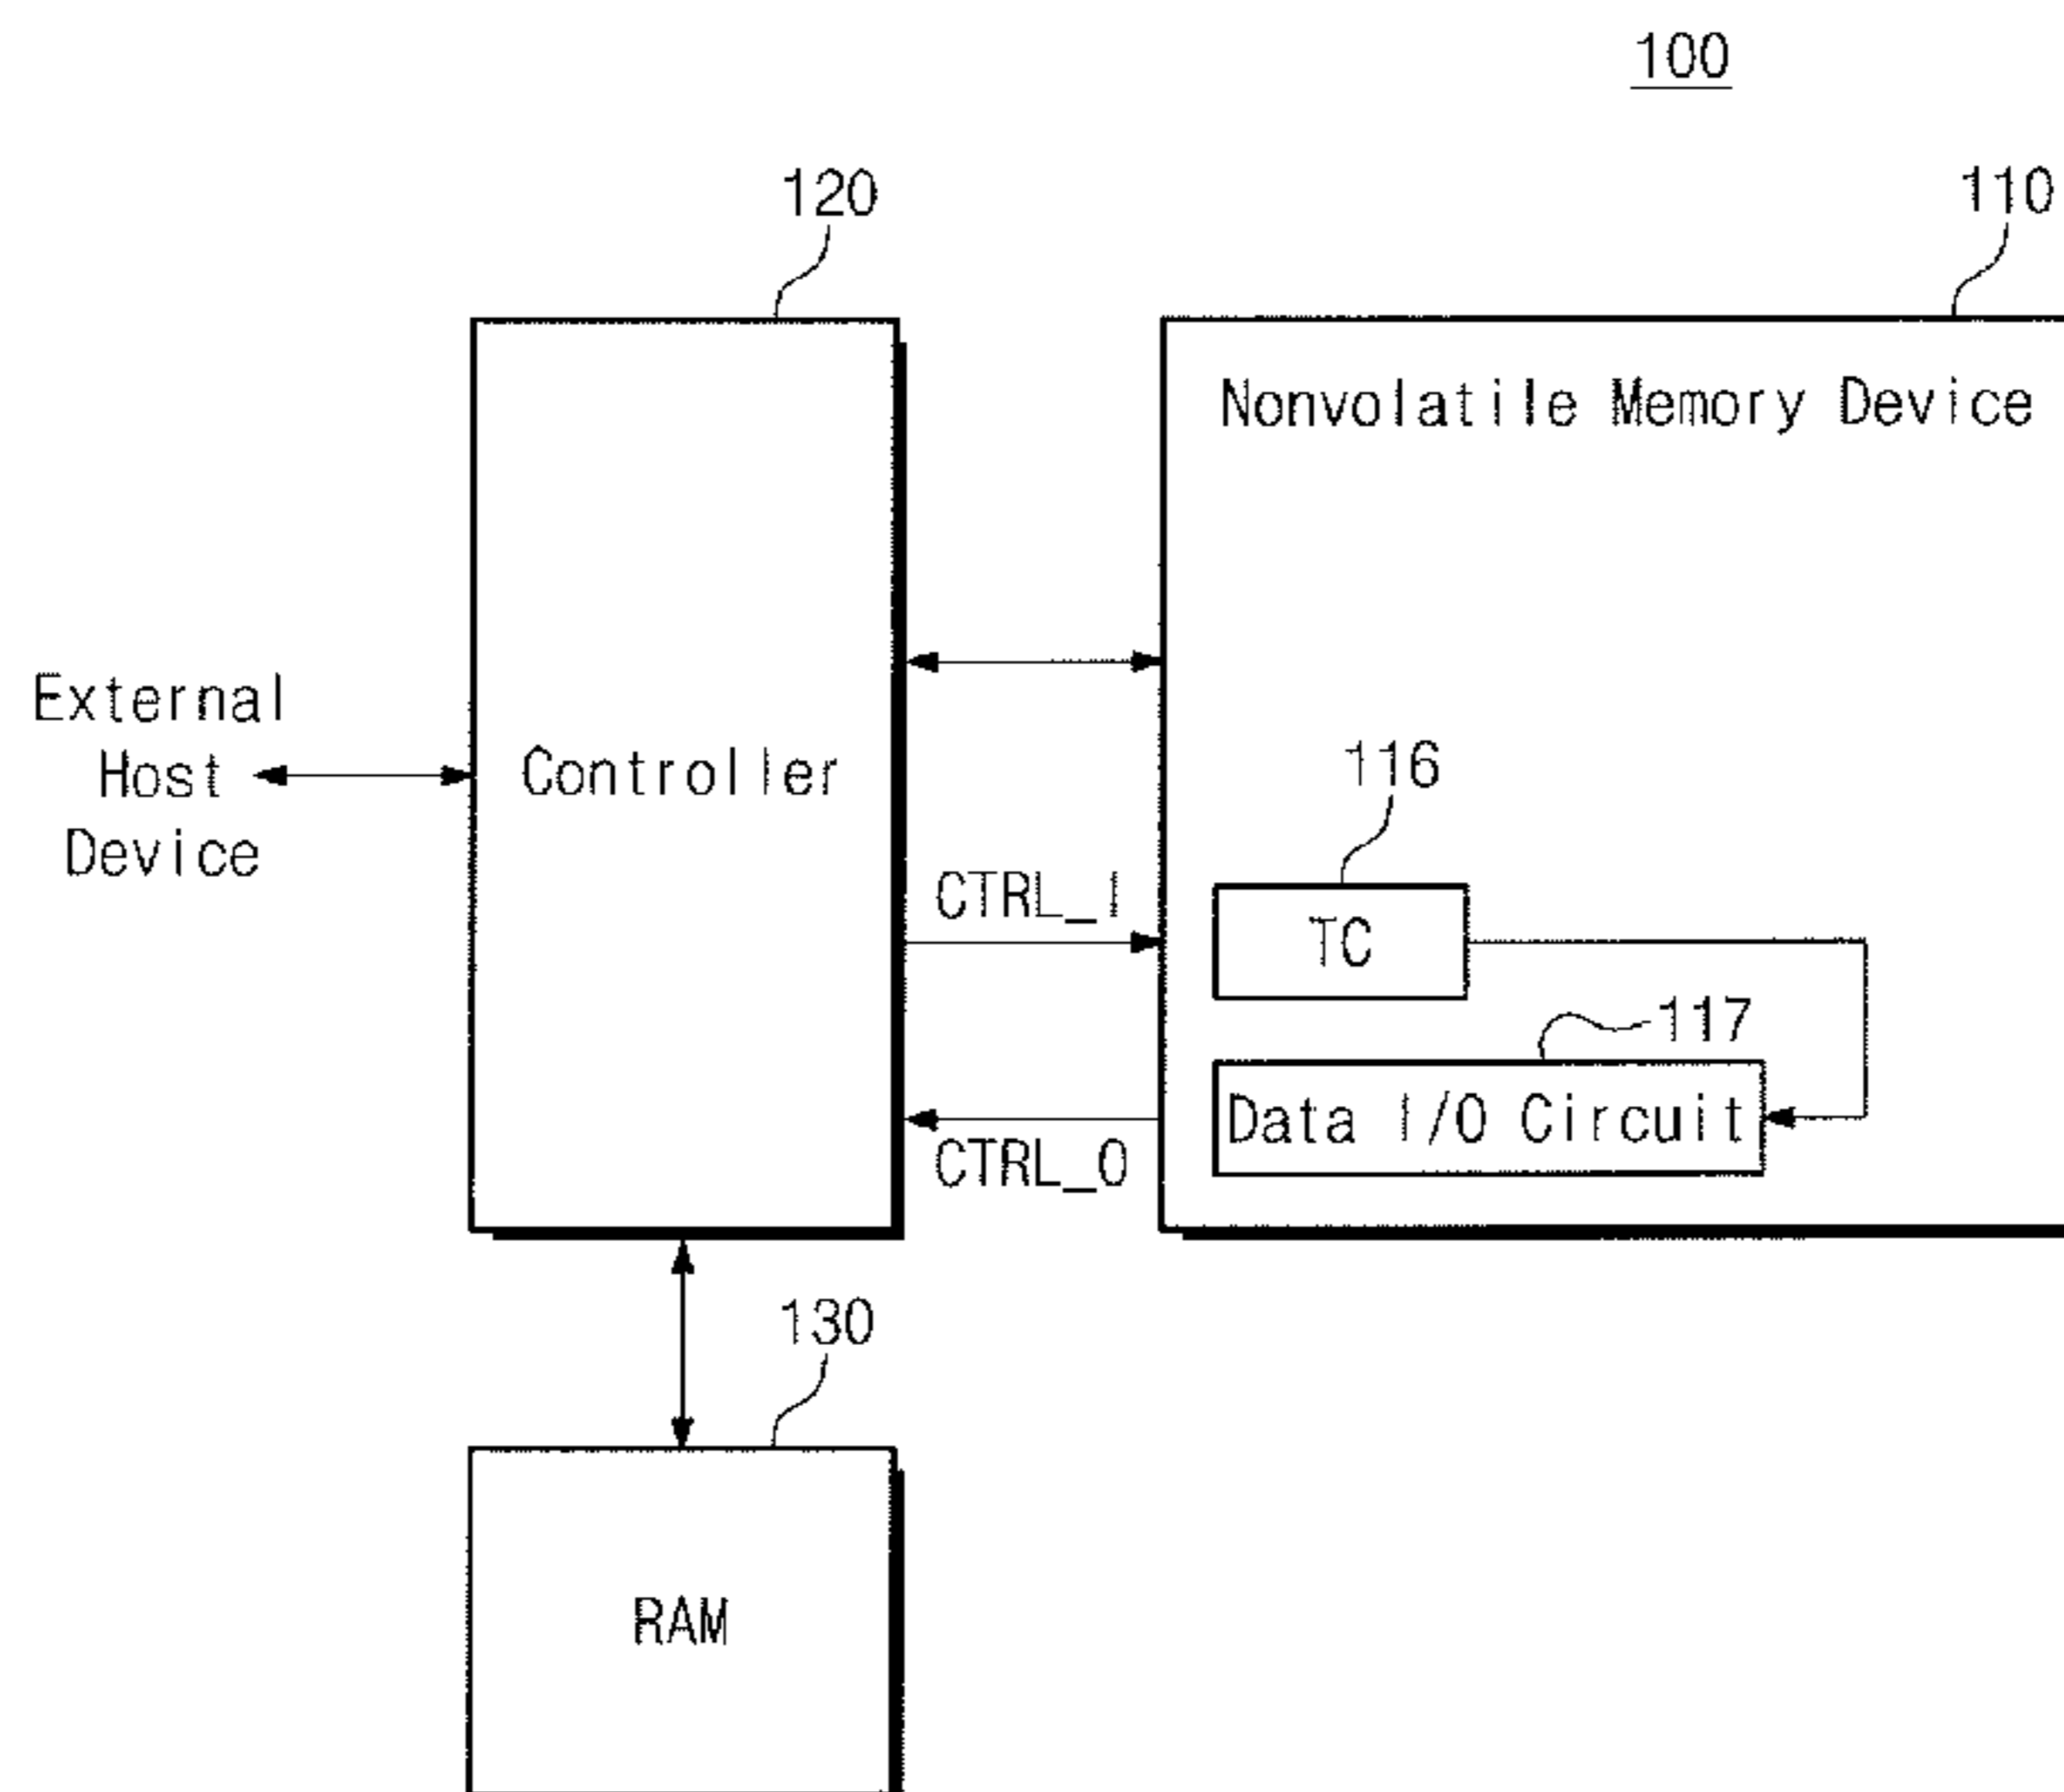 100
120
110
Nonvolatile Memory Device
External
Host
Device
Controller
116
CTRL_I
TC
117
Data I/O Circuit
CTRL_O
130
RAM